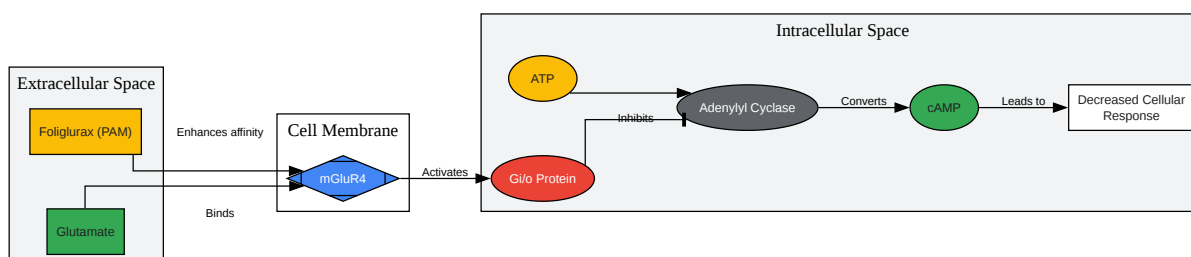 Extracellular Space
Foliglurax (PAM)
Glutamate
Enhances affinity
Binds
Cell Membrane
mGluR4
Activates
Intracellular Space
ATP
Inhibits
Gi/o Protein
Adenylyl Cyclase
Converts
cAMP
Leads to
Decreased Cellular
Response